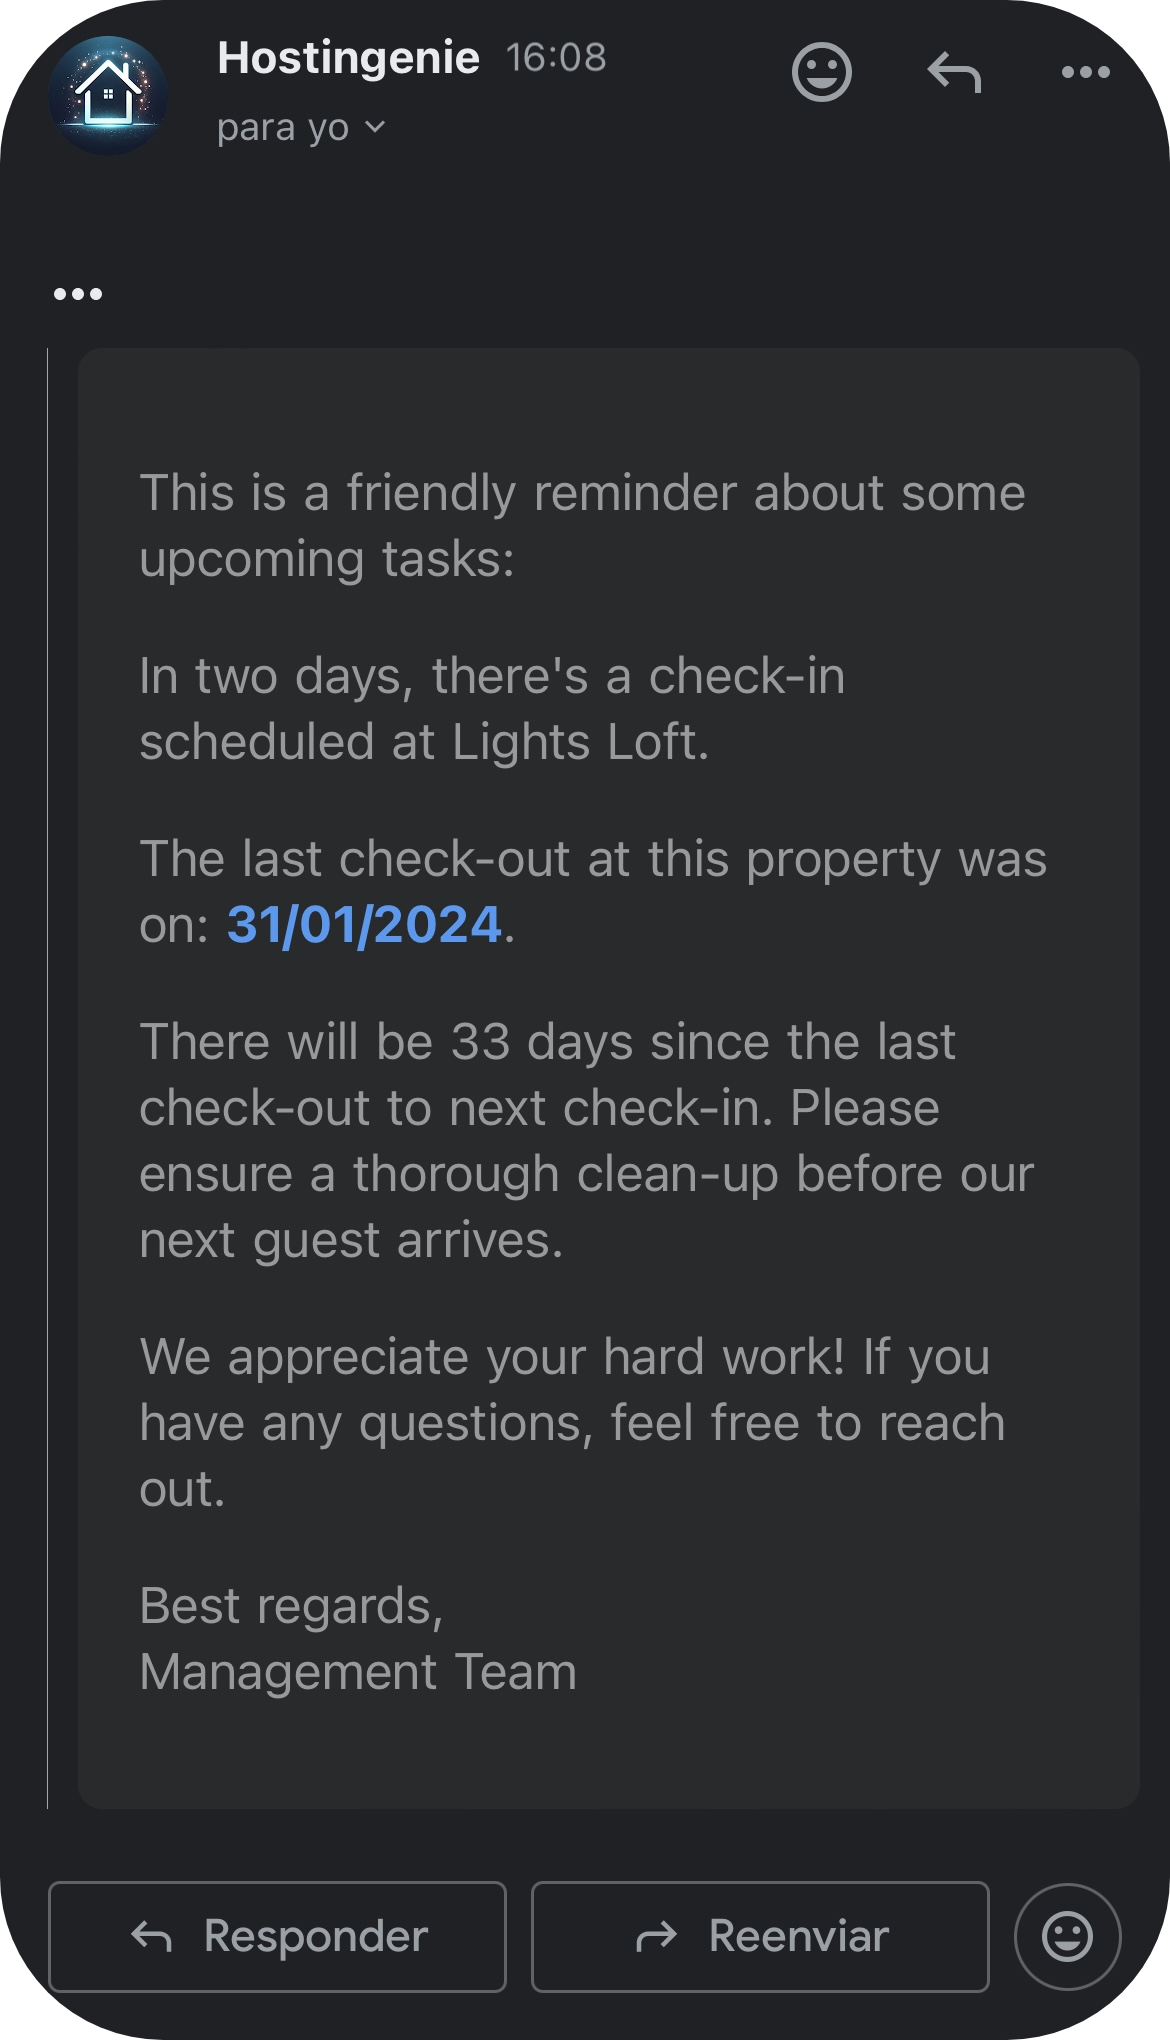 Hostingenie 16:08
para yo
This is a friendly reminder about some
upcoming tasks:
In two days, there's a check-in
scheduled at Lights Loft.
The last check-out at this property was
on: 31/01/2024.
There will be 33 days since the last
check-out to next check-in. Please
ensure a thorough clean-up before our
next guest arrives.
We appreciate your hard work! If you
have any questions, feel free to reach
out.
Best regards,
Management Team
Responder Reenviar